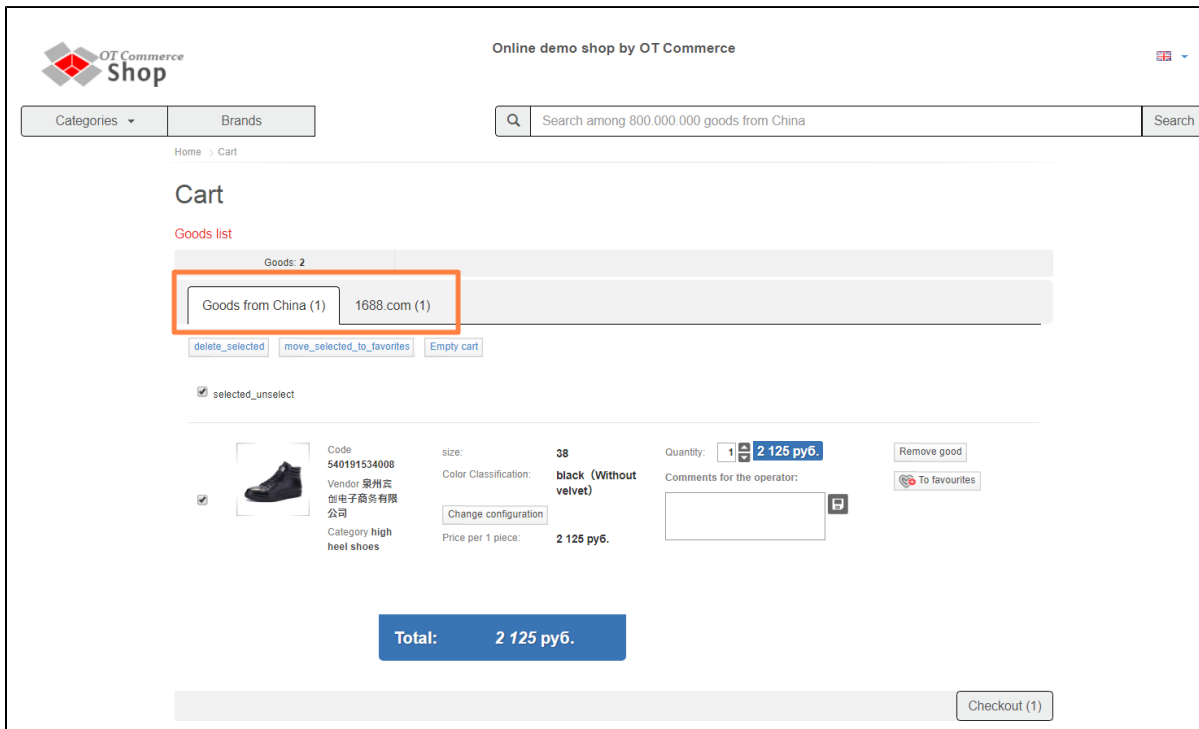 OT Commerce
Shop
Online demo shop by OT Commerce
Categories
Brands
Search among 800.000.000 goods from China
Search
Home > Cart
Cart
Goods list
Goods: 2
Goods from China (1)
1688.com (1)
delete_selected
move_selected_to_favorites
Empty cart
selected_unselect
Code
540191534008
Vendor 泉州宾
创电子商务有限
公司
Category high
heel shoes
size: 38
Color Classification: black（Without
velvet）
Change configuration
Price per 1 piece: 2 125 руб.
Quantity: 1 2 125 руб.
Comments for the operator:
Remove good
To favourites
Total: 2 125 руб.
Checkout (1)